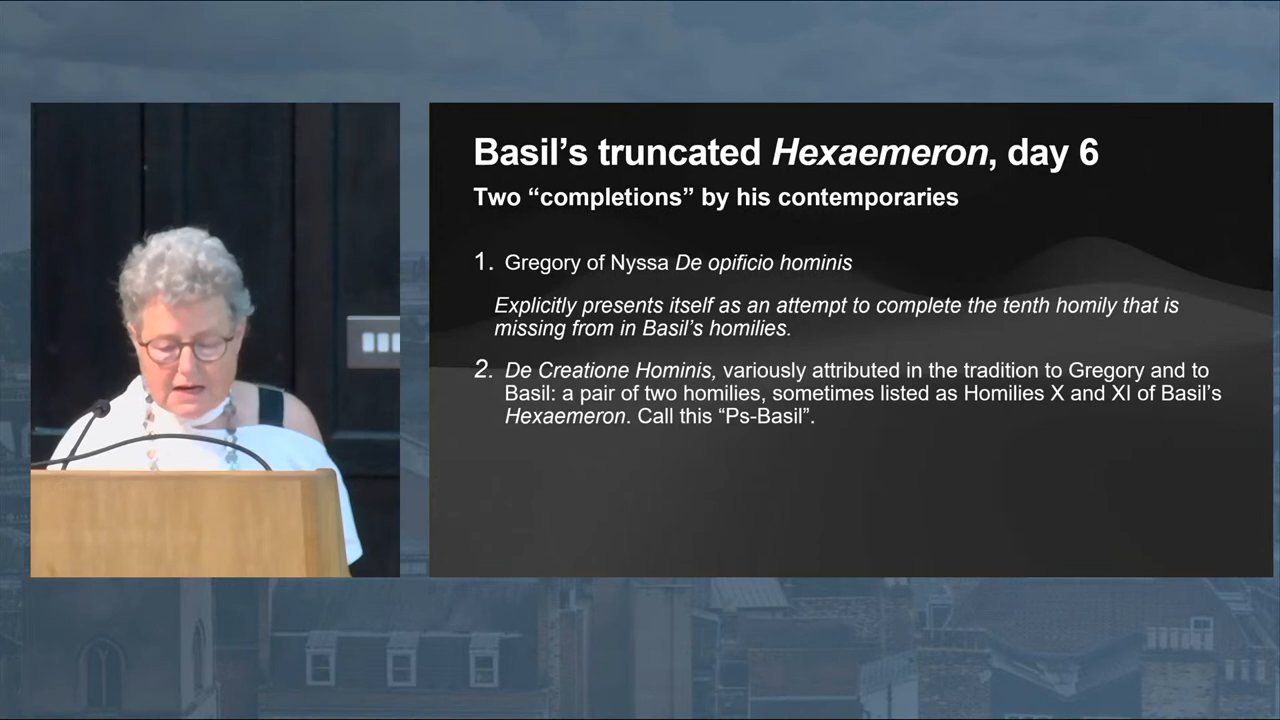 Basil’s truncated Hexaemeron, day 6
Two “completions” by his contemporaries
1. Gregory of Nyssa De opificio hominis
Explicitly presents itself as an attempt to complete the tenth homily that is
missing from in Basil’s homilies.
2. De Creatione Hominis, variously attributed in the tradition to Gregory and to
Basil: a pair of two homilies, sometimes listed as Homilies X and XI of Basil’s
Hexaemeron. Call this “Ps-Basil”.